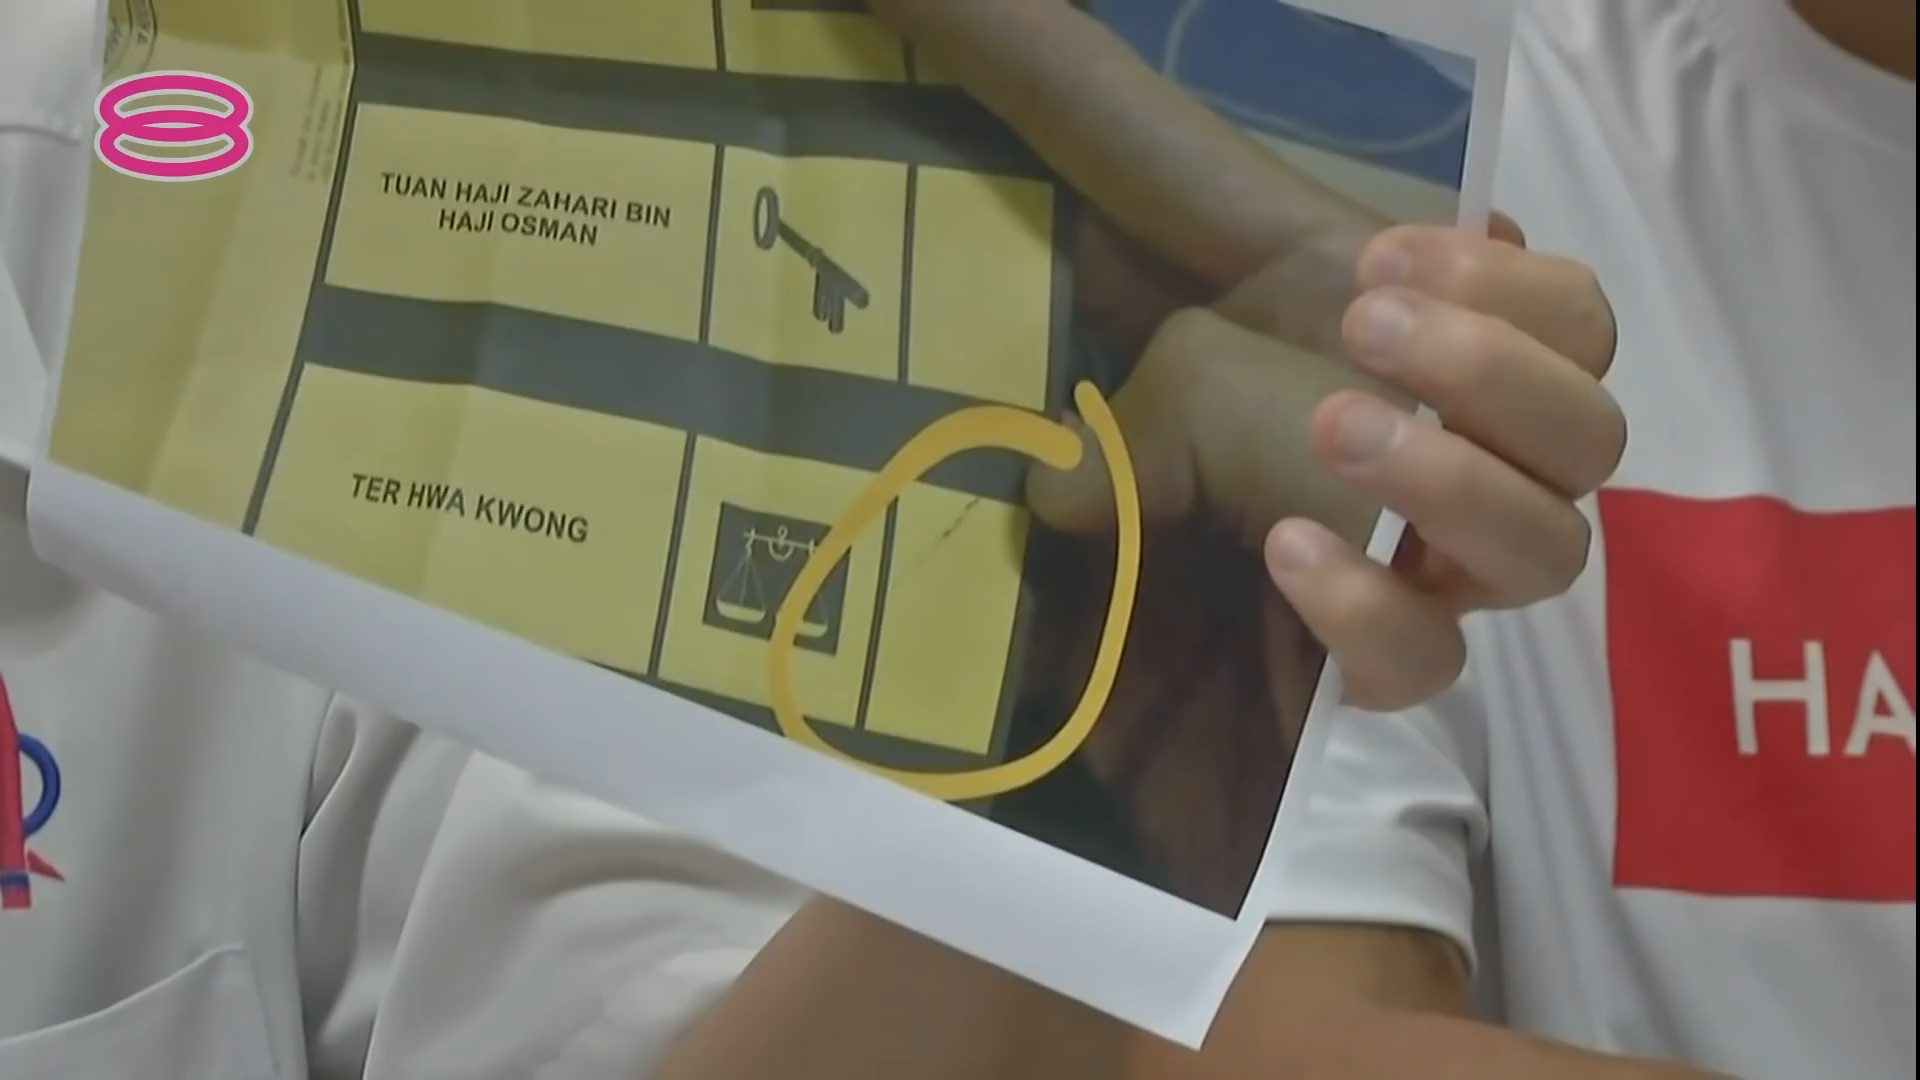 TUAN HAJI ZAHARI BIN
HAJI OSMAN
TER HWA KWONG
HA